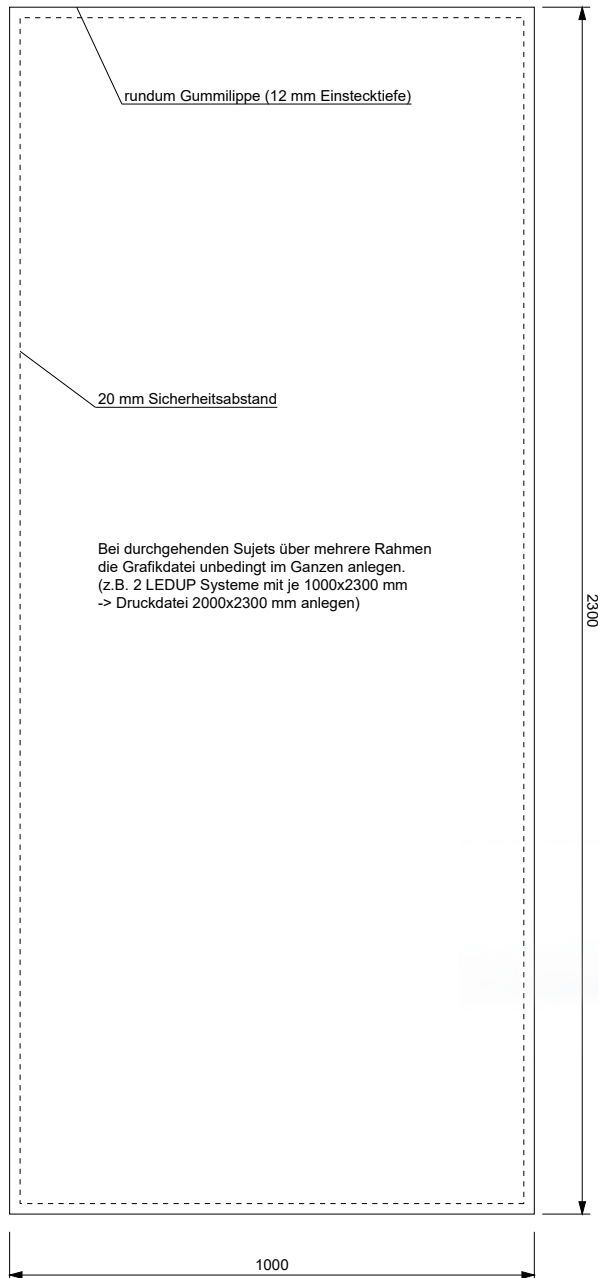 rundum Gummilippe (12 mm Einstecktiefe)
20 mm Sicherheitsabstand
Bei durchgehenden Sujets über mehrere Rahmen
die Grafikdatei unbedingt im Ganzen anlegen.
(z.B. 2 LEDUP Systeme mit je 1000x2300 mm
-> Druckdatei 2000x2300 mm anlegen)
2300
1000